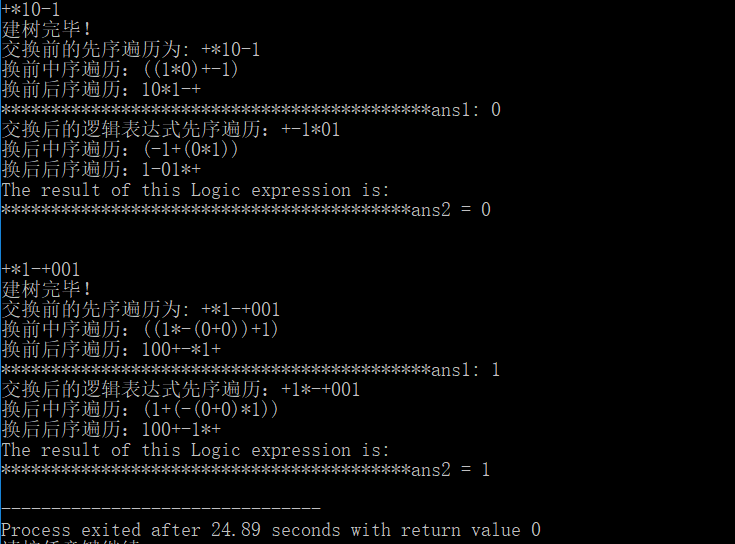 +*10-1
建树完毕!
交换前的先序遍历为: +*10-1
换前中序遍历: ((1*0)+-1)
换前后序遍历: 10*1-+
*******************************************ans1: 0
交换后的逻辑表达式先序遍历: +-1*01
换后中序遍历: (-1+(0*1))
换后后序遍历: 1-01*+
The result of this Logic expression is:
*****************************************ans2 = 0
+*1-+001
建树完毕!
交换前的先序遍历为: +*1-+001
换前中序遍历: ((1*-(0+0))+1)
换前后序遍历: 100+-*1+
*******************************************ans1: 1
交换后的逻辑表达式先序遍历: +1*-+001
换后中序遍历: (1+(-(0+0)*1))
换后后序遍历: 100+-1*+
The result of this Logic expression is:
*****************************************ans2 = 1
--------------------------------
Process exited after 24.89 seconds with return value 0